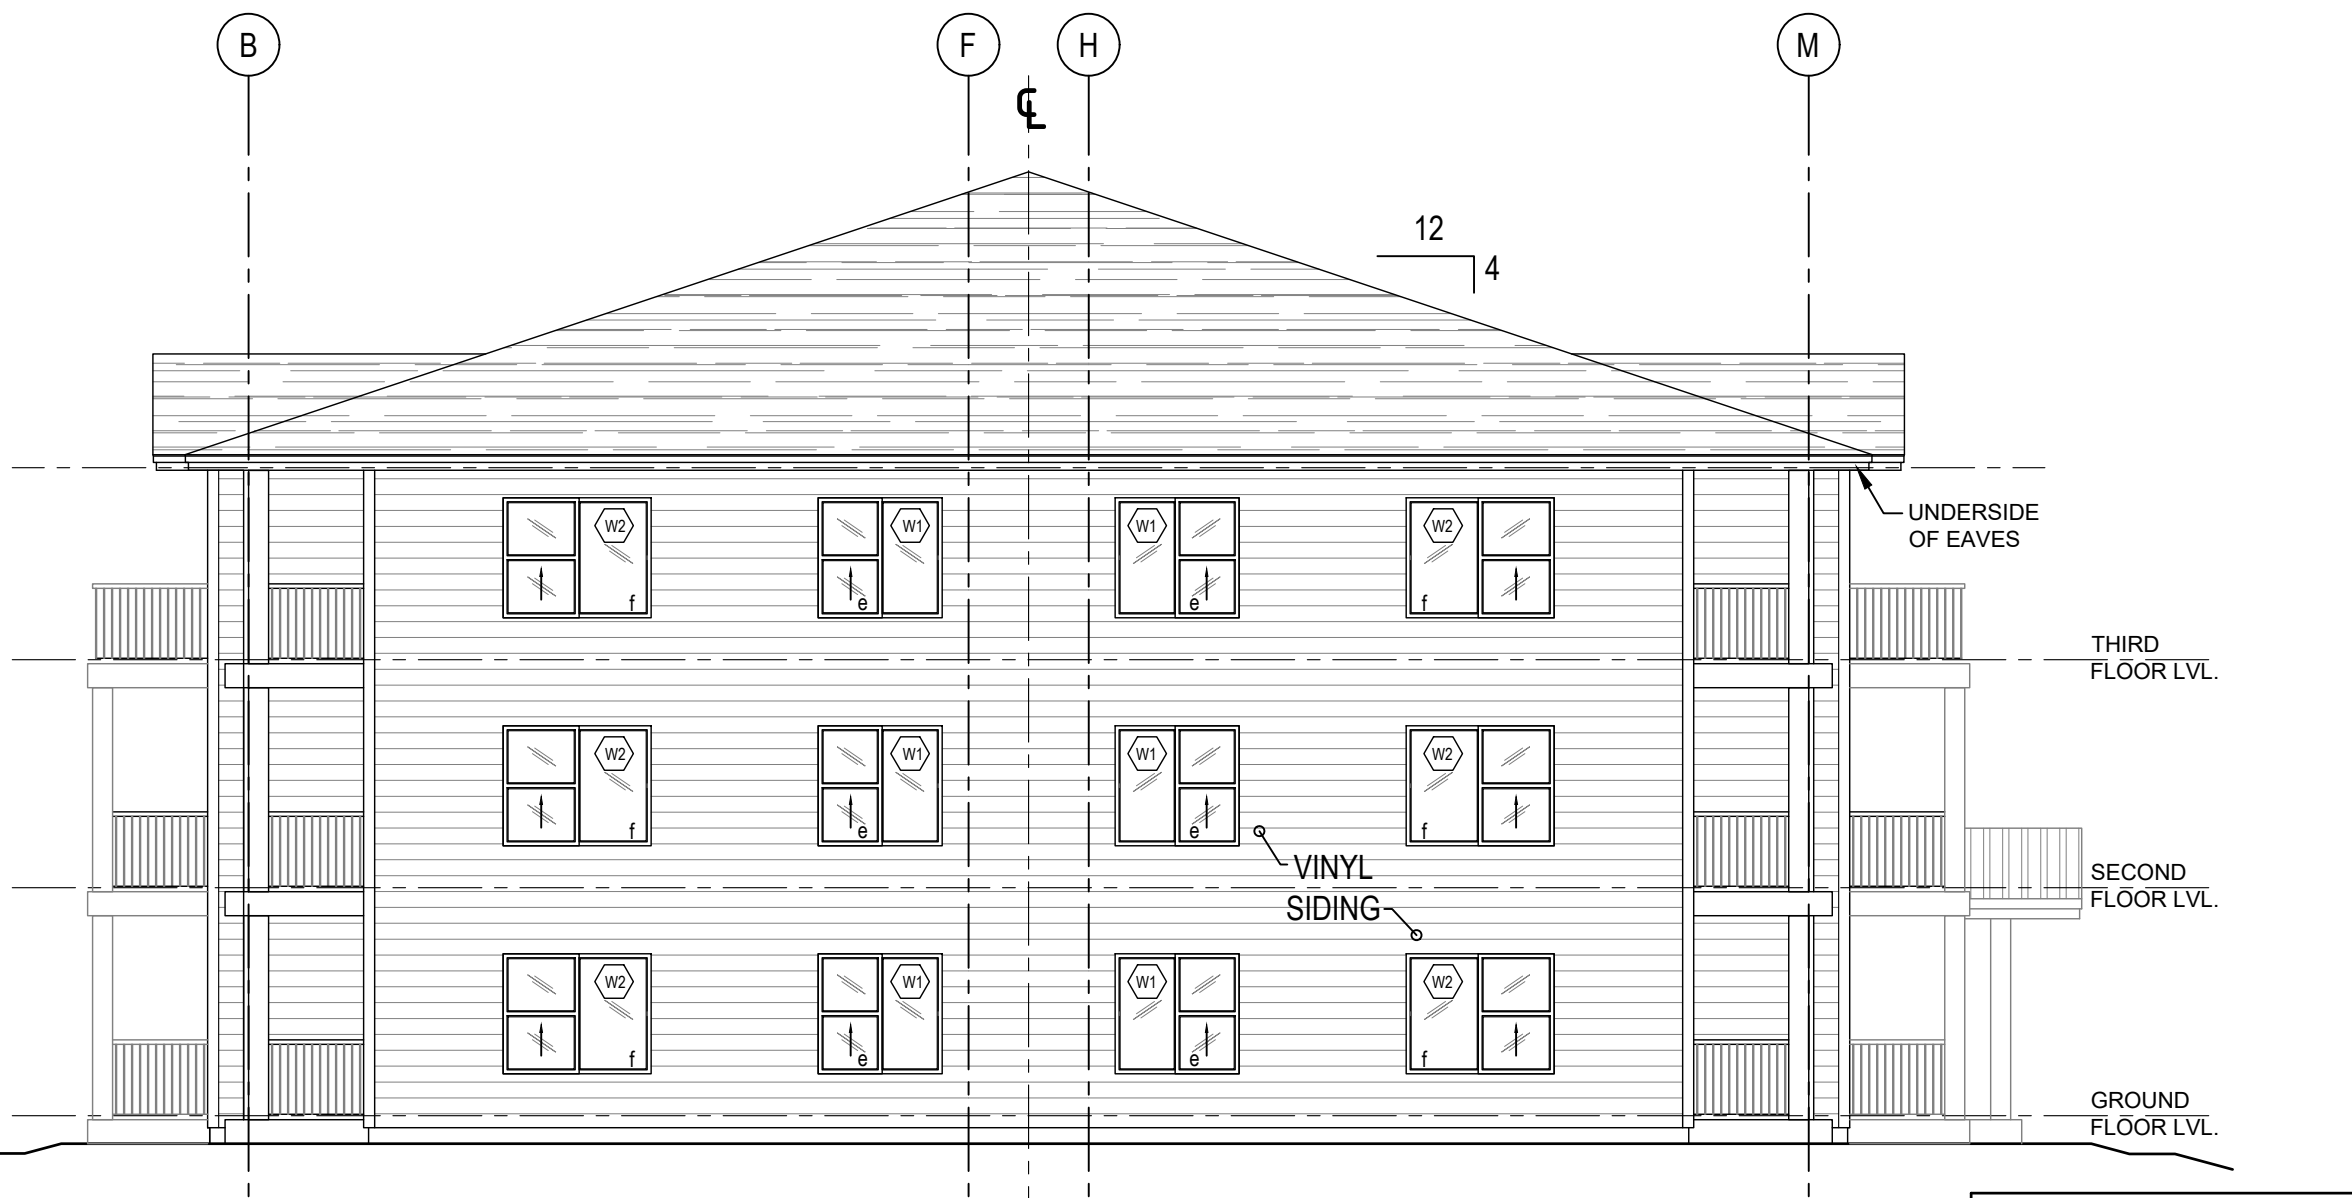 B
F
H
M
℄
12
4
UNDERSIDE
OF EAVES
W2
W1
W1
W2
f
e
e
f
THIRD
FLOOR LVL.
W2
W1
W1
W2
f
e
e
f
VINYL
SIDING
SECOND
FLOOR LVL.
W2
W1
W1
W2
f
e
e
f
GROUND
FLOOR LVL.